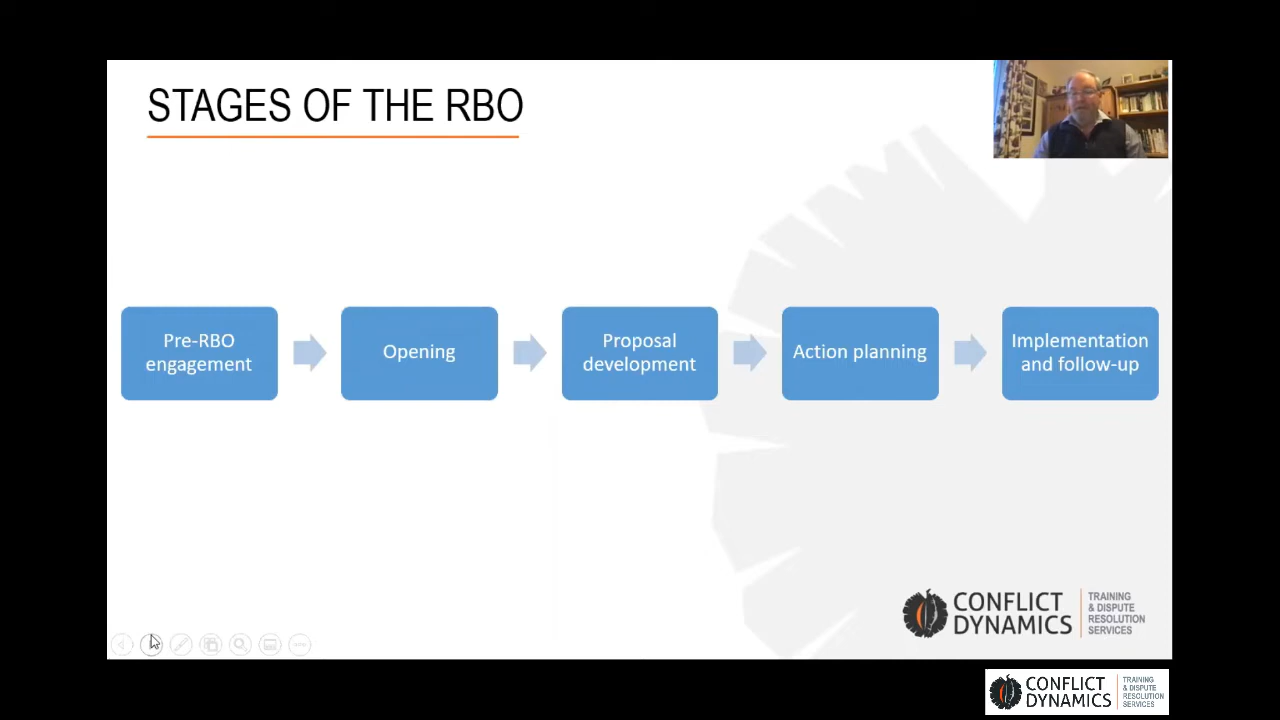 STAGES OF THE RBO
Pre-RBO
engagement
Opening
Proposal
development
Action planning
Implementation
and follow-up
CONFLICT
DYNAMICS
TRAINING
& DISPUTE
RESOLUTION
SERVICES
CONFLICT
DYNAMICS
TRAINING
& DISPUTE
RESOLUTION
SERVICES